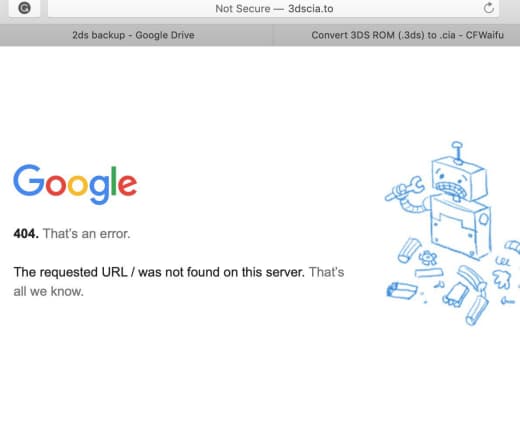 Not Secure — 3dscia.to
2ds backup - Google Drive
Convert 3DS ROM (.3ds) to .cia - CFWaifu
Google
404. That's an error.
The requested URL / was not found on this server. That's
all we know.